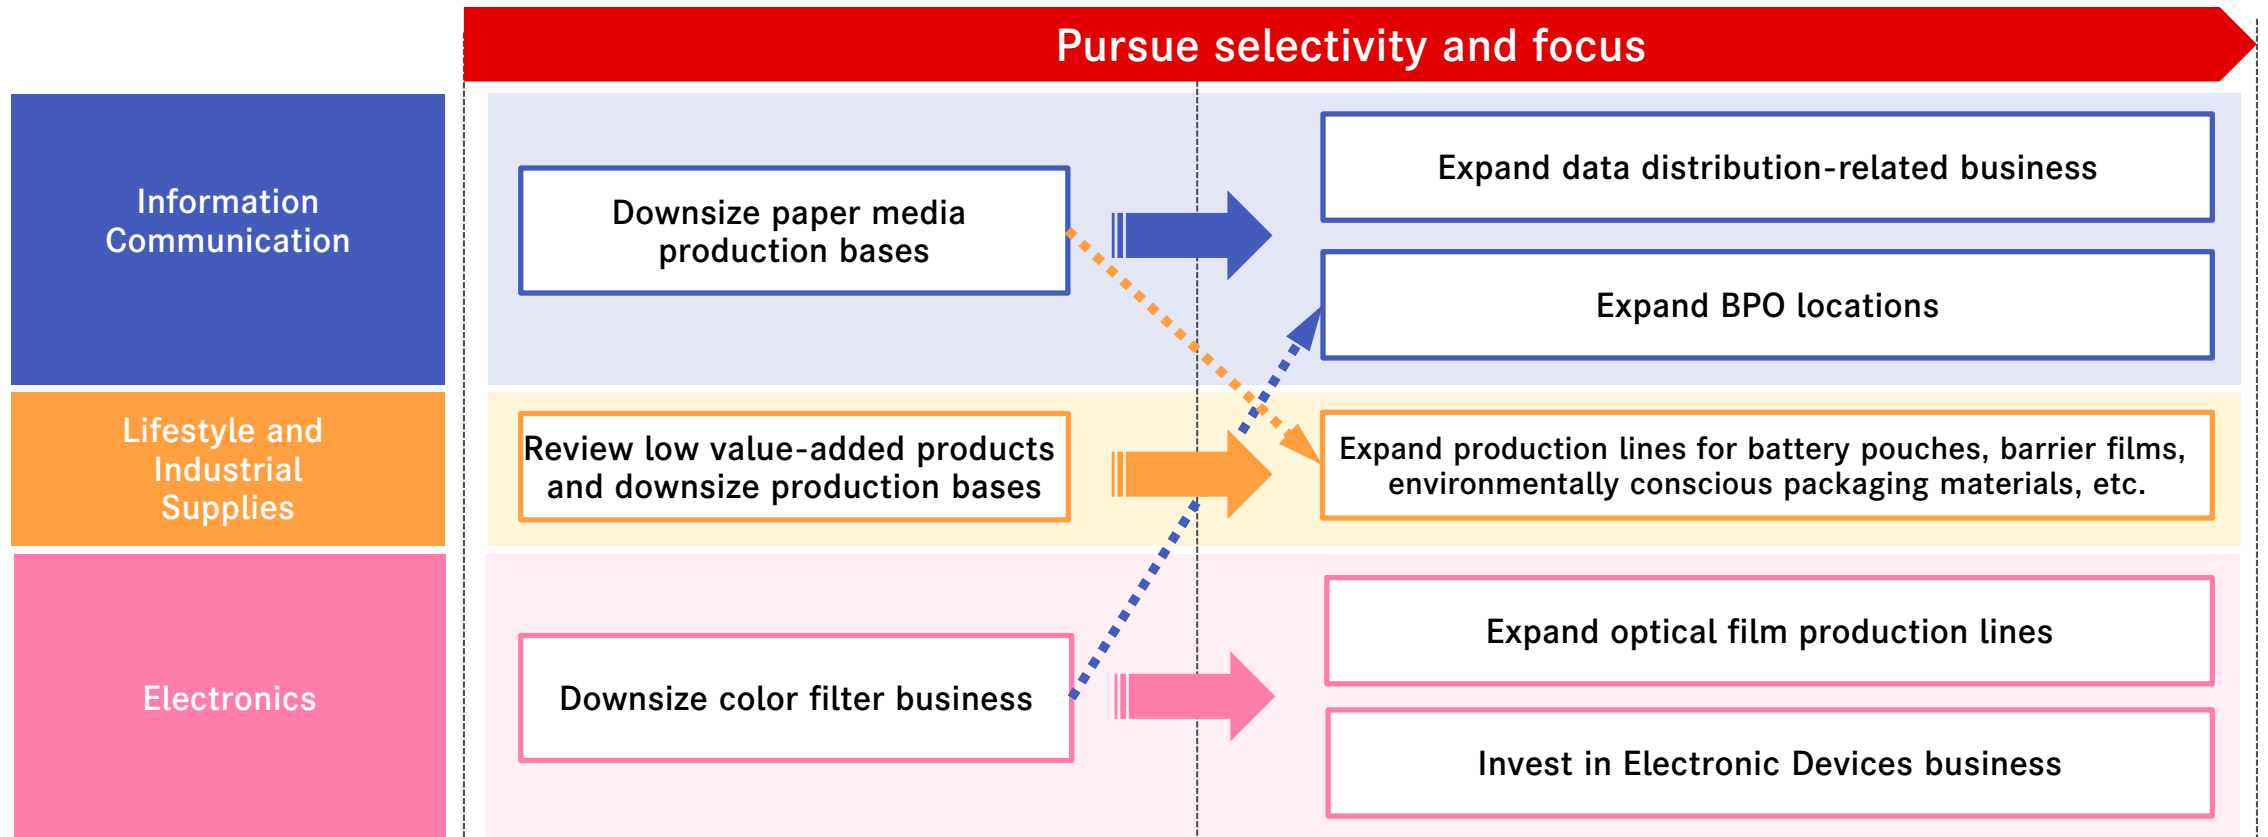 Pursue selectivity and focus
Information
Communication
Downsize paper media
production bases
Expand data distribution-related business
Expand BPO locations
Lifestyle and
Industrial
Supplies
Review low value-added products
and downsize production bases
Expand production lines for battery pouches, barrier films,
environmentally conscious packaging materials, etc.
Electronics
Downsize color filter business
Expand optical film production lines
Invest in Electronic Devices business